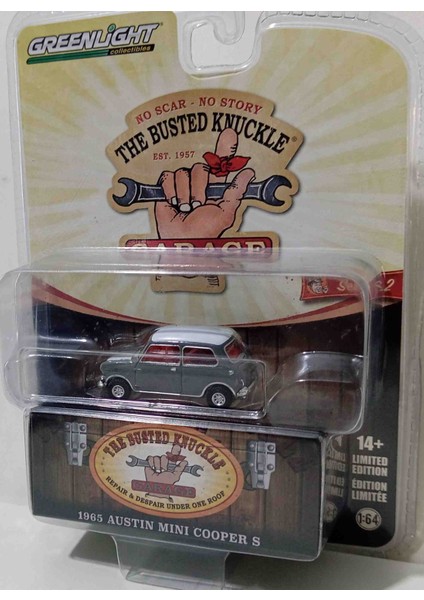 GREENLIGHT
collectibles
NO SCAR - NO STORY
THE BUSTED KNUCKLE
EST. 1957
GARAGE
THE BUSTED KNUCKLE
REPAIR & DESPAIR UNDER ONE ROOF
1965 AUSTIN MINI COOPER S
14+
LIMITED
EDITION
ÉDITION
LIMITÉE
1:64